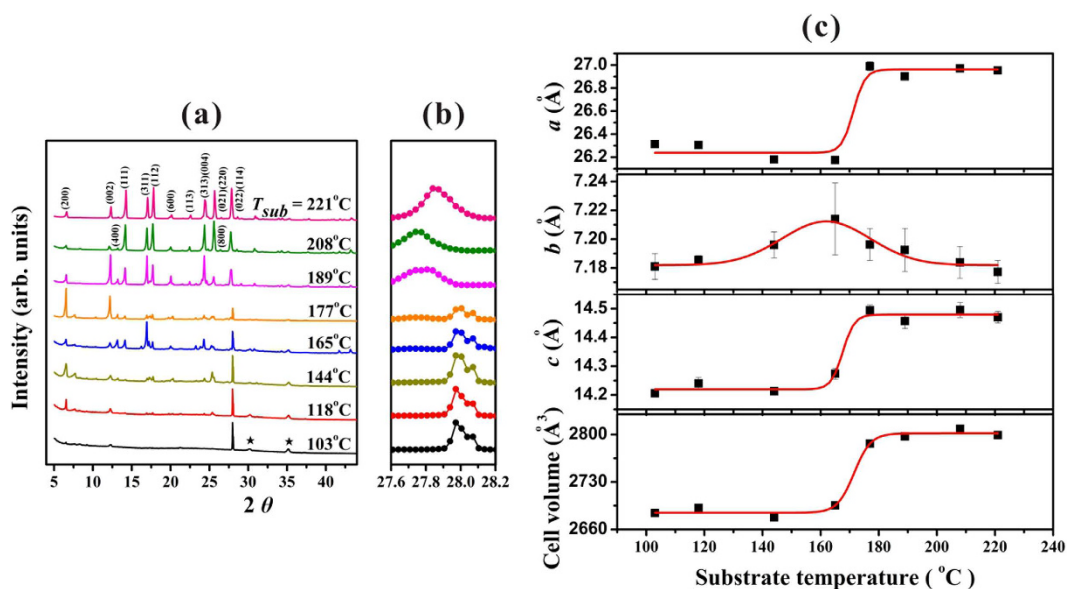 (a)
(b)
(c)
Intensity (arb. units)
(200)
(002)
(400)
(111)
(311)
(112)
(600)
(113)
(313)(004)
(021)(220)
(800)
(022)(114)
T_sub = 221°C
208°C
189°C
177°C
165°C
144°C
118°C
★ ★ 103°C
5 10 15 20 25 30 35 40
2 θ
27.6 27.8 28.0 28.2
a (Å)
27.0
26.8
26.6
26.4
26.2
b (Å)
7.24
7.22
7.20
7.18
c (Å)
14.5
14.4
14.3
14.2
Cell volume (Å³)
2800
2730
2660
100 120 140 160 180 200 220 240
Substrate temperature ( °C)